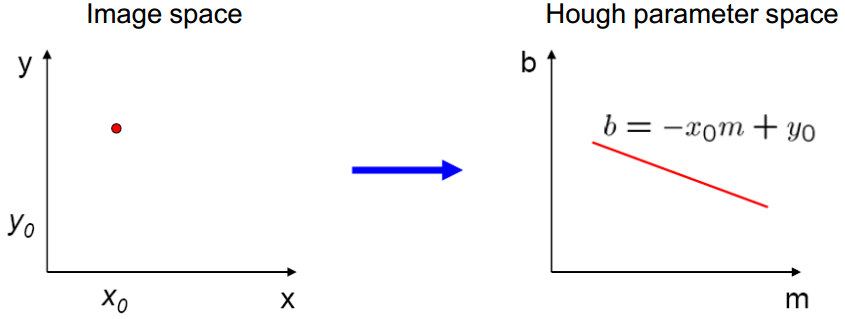 Image space
Hough parameter space
y
y₀
x₀
x
b
b = −x₀m + y₀
m